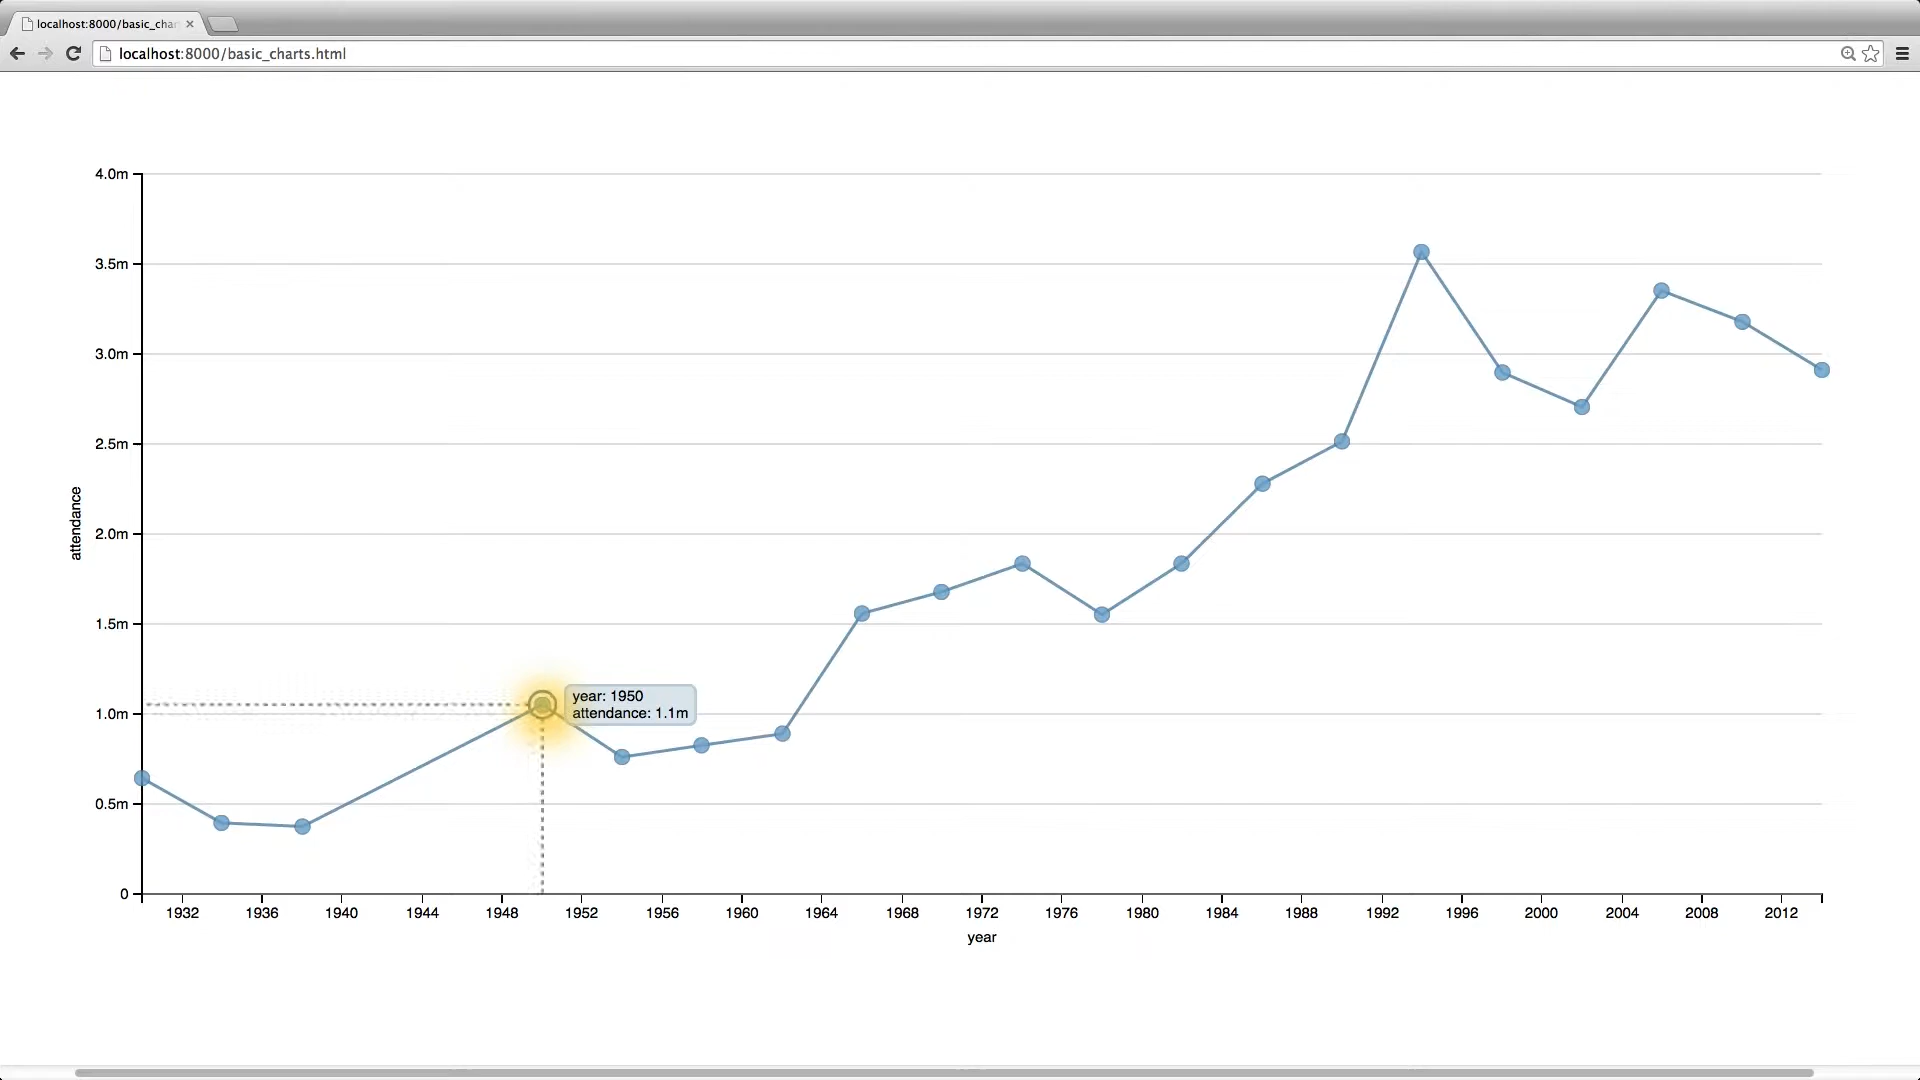 localhost:8000/basic_cha
localhost:8000/basic_charts.html
4.0m
3.5m
3.0m
2.5m
2.0m
1.5m
1.0m
0.5m
0
attendance
year: 1950
attendance: 1.1m
1932 1936 1940 1944 1948 1952 1956 1960 1964 1968 1972 1976 1980 1984 1988 1992 1996 2000 2004 2008 2012
year